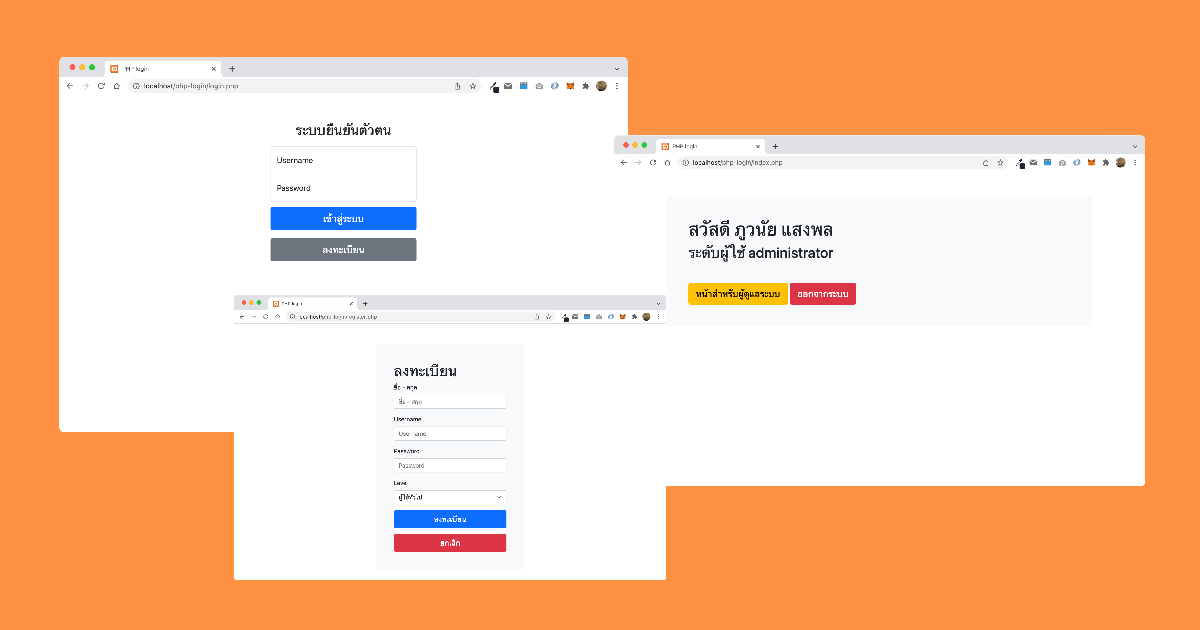 PHP login
localhost/php-login/login.php
ระบบยืนยันตัวตน
Username
Password
เข้าสู่ระบบ
ลงทะเบียน
PHP login
localhost/php-login/index.php
สวัสดี ภูวนัย แสงพล
ระดับผู้ใช้ administrator
หน้าสำหรับผู้ดูแลระบบ ออกจากระบบ
PHP login
localhost/php-login/register.php
ลงทะเบียน
ชื่อ - สกุล
ชื่อ - สกุล
Username
Username
Password
Password
Level
ผู้ใช้ทั่วไป
ลงทะเบียน
ยกเลิก